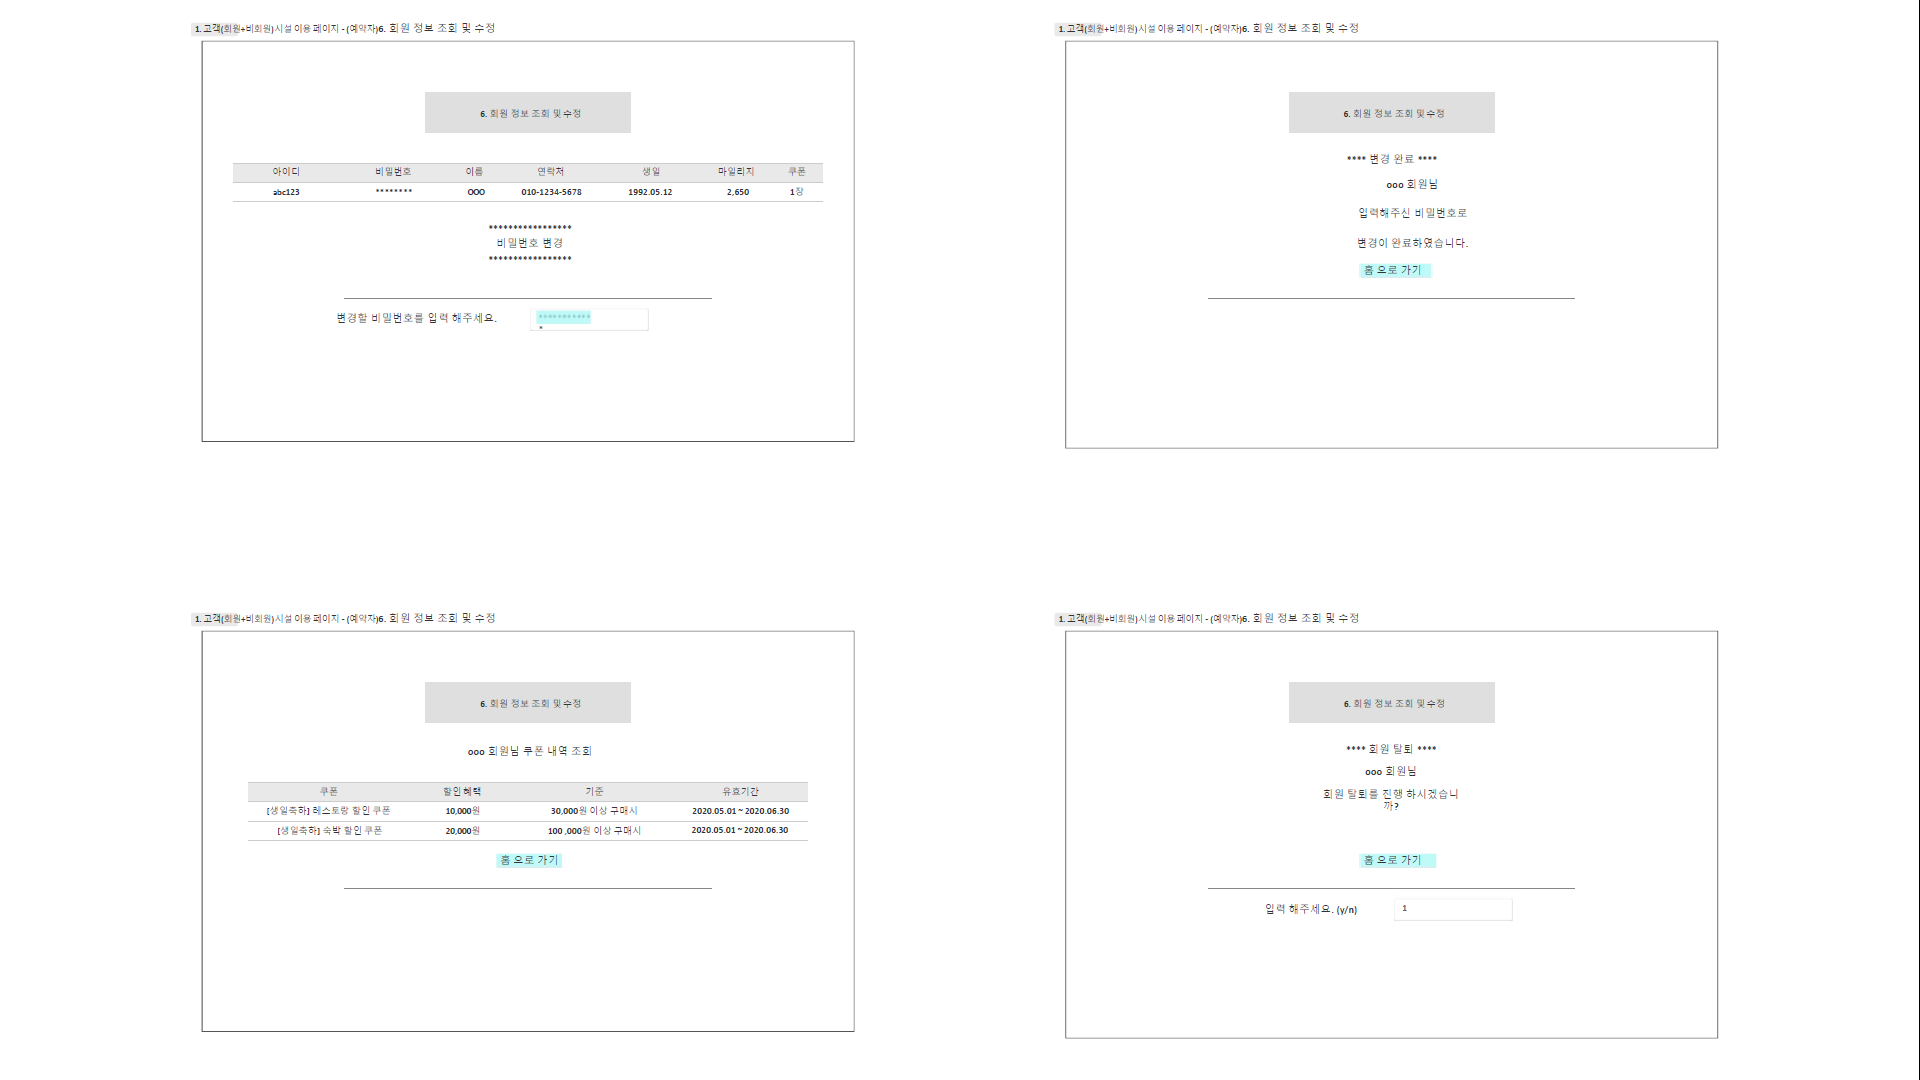 1. 고객(회원+비회원)시설 이용 페이지 - (예약자)6. 회원 정보 조회 및 수정
6. 회원 정보 조회 및 수정
아이디 비밀번호 이름 연락처 생일 마일리지 쿠폰
abc123 ******** OOO 010-1234-5678 1992.05.12 2,650 1장
*****************
비밀번호 변경
*****************
변경할 비밀번호를 입력 해주세요. ***********
*
1. 고객(회원+비회원)시설 이용 페이지 - (예약자)6. 회원 정보 조회 및 수정
6. 회원 정보 조회 및 수정
**** 변경 완료 ****
ooo 회원님
입력해주신 비밀번호로
변경이 완료하였습니다.
홈 으로 가기
1. 고객(회원+비회원)시설 이용 페이지 - (예약자)6. 회원 정보 조회 및 수정
6. 회원 정보 조회 및 수정
ooo 회원님 쿠폰 내역 조회
쿠폰 할인 혜택 기준 유효기간
[생일축하] 레스토랑 할인 쿠폰 10,000원 30,000원 이상 구매시 2020.05.01 ~ 2020.06.30
[생일축하] 숙박 할인 쿠폰 20,000원 100 ,000원 이상 구매시 2020.05.01 ~ 2020.06.30
홈 으로 가기
1. 고객(회원+비회원)시설 이용 페이지 - (예약자)6. 회원 정보 조회 및 수정
6. 회원 정보 조회 및 수정
**** 회원 탈퇴 ****
ooo 회원님
회원 탈퇴를 진행 하시겠습니
까?
홈 으로 가기
입력 해주세요. (y/n) 1